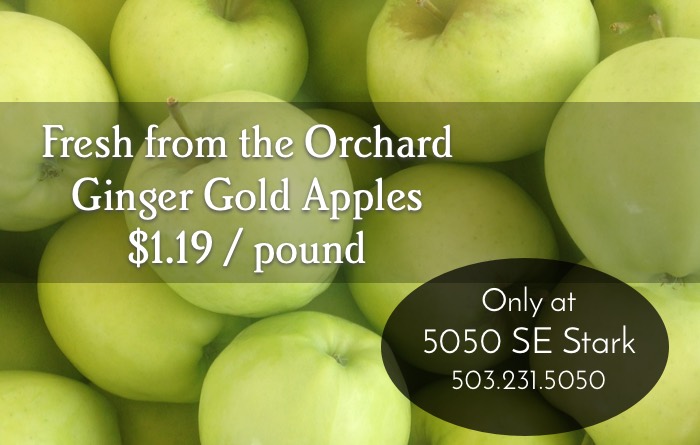 Fresh from the Orchard
Ginger Gold Apples
$1.19 / pound
Only at
5050 SE Stark
503.231.5050